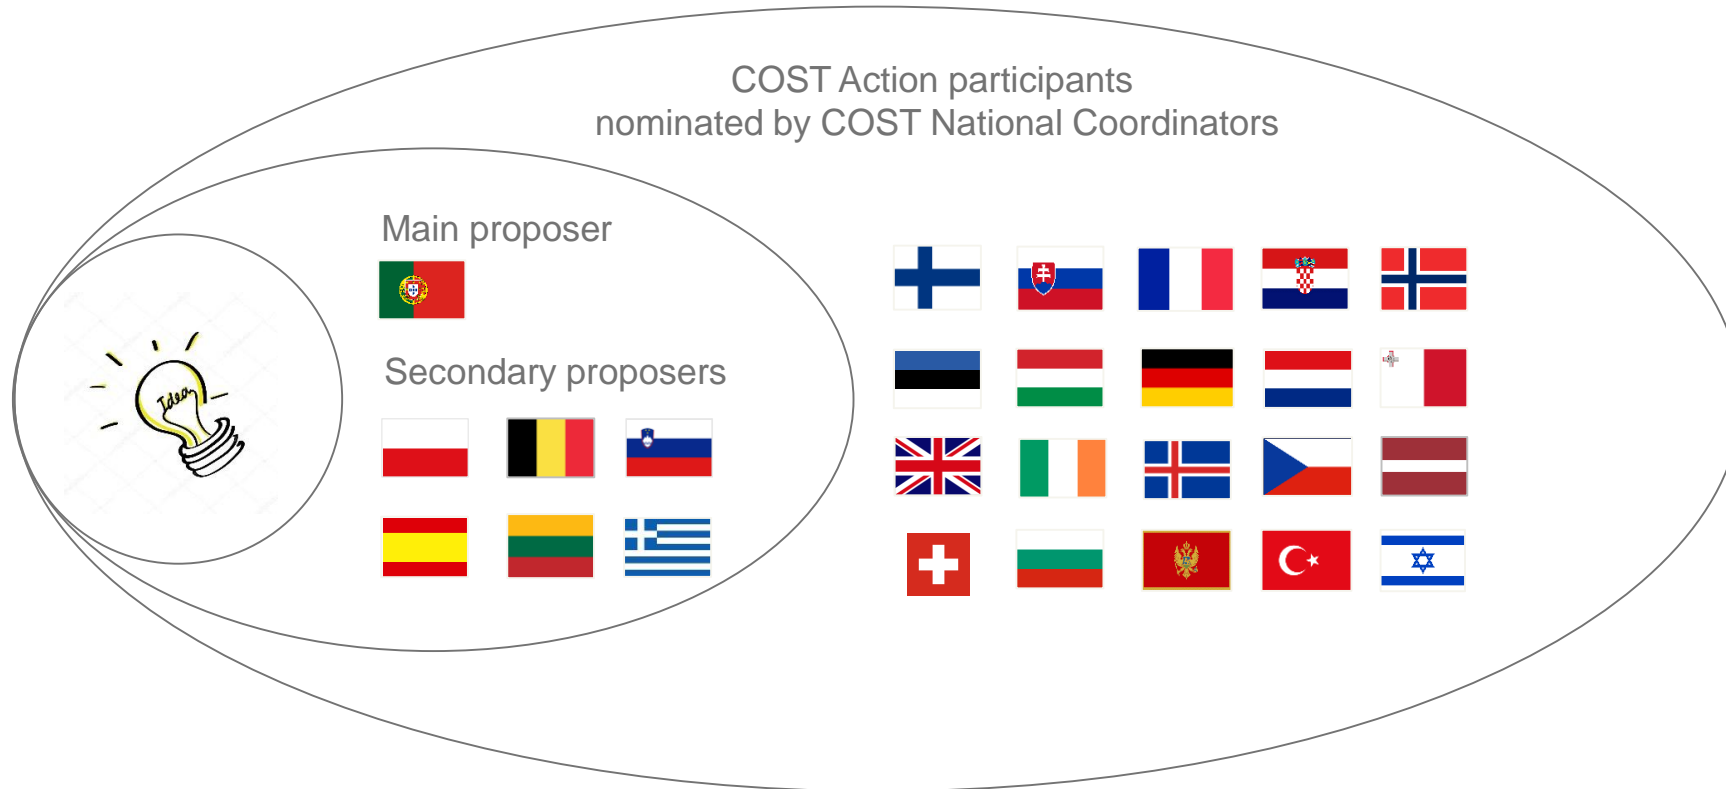 COST Action participants
nominated by COST National Coordinators
Main proposer
Secondary proposers
Idea